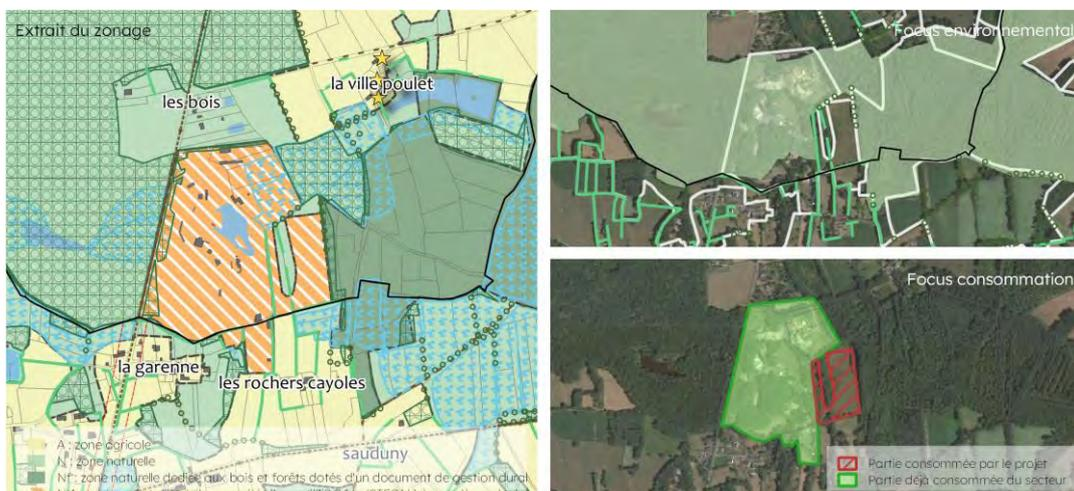 Extrait du zonage
la ville poulet
les bois
la garenne
les rochers cayoles
sauduny
A : zone agricole
N : zone naturelle
: zone naturelle dédiée aux bois et forêts dotés d'un document de gestion dural
Focus environnemental
Focus consommation
Partie consommée par le projet
Partie déjà consommée du secteur